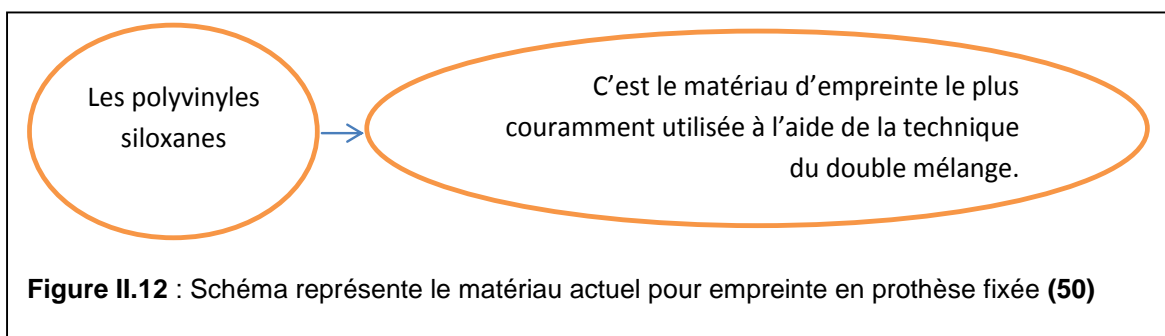 Les polyvinyles
siloxanes
C’est le matériau d’empreinte le plus
couramment utilisée à l’aide de la technique
du double mélange.
Figure II.12 : Schéma représente le matériau actuel pour empreinte en prothèse fixée (50)